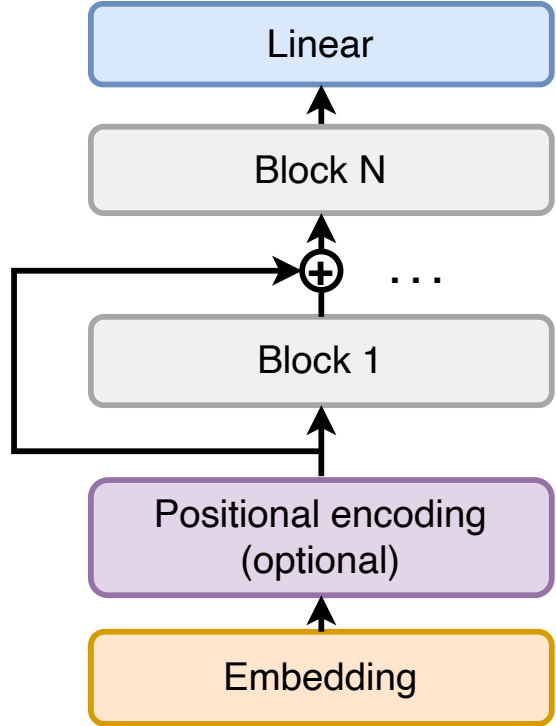 Linear
Block N
+ ...
Block 1
Positional encoding
(optional)
Embedding